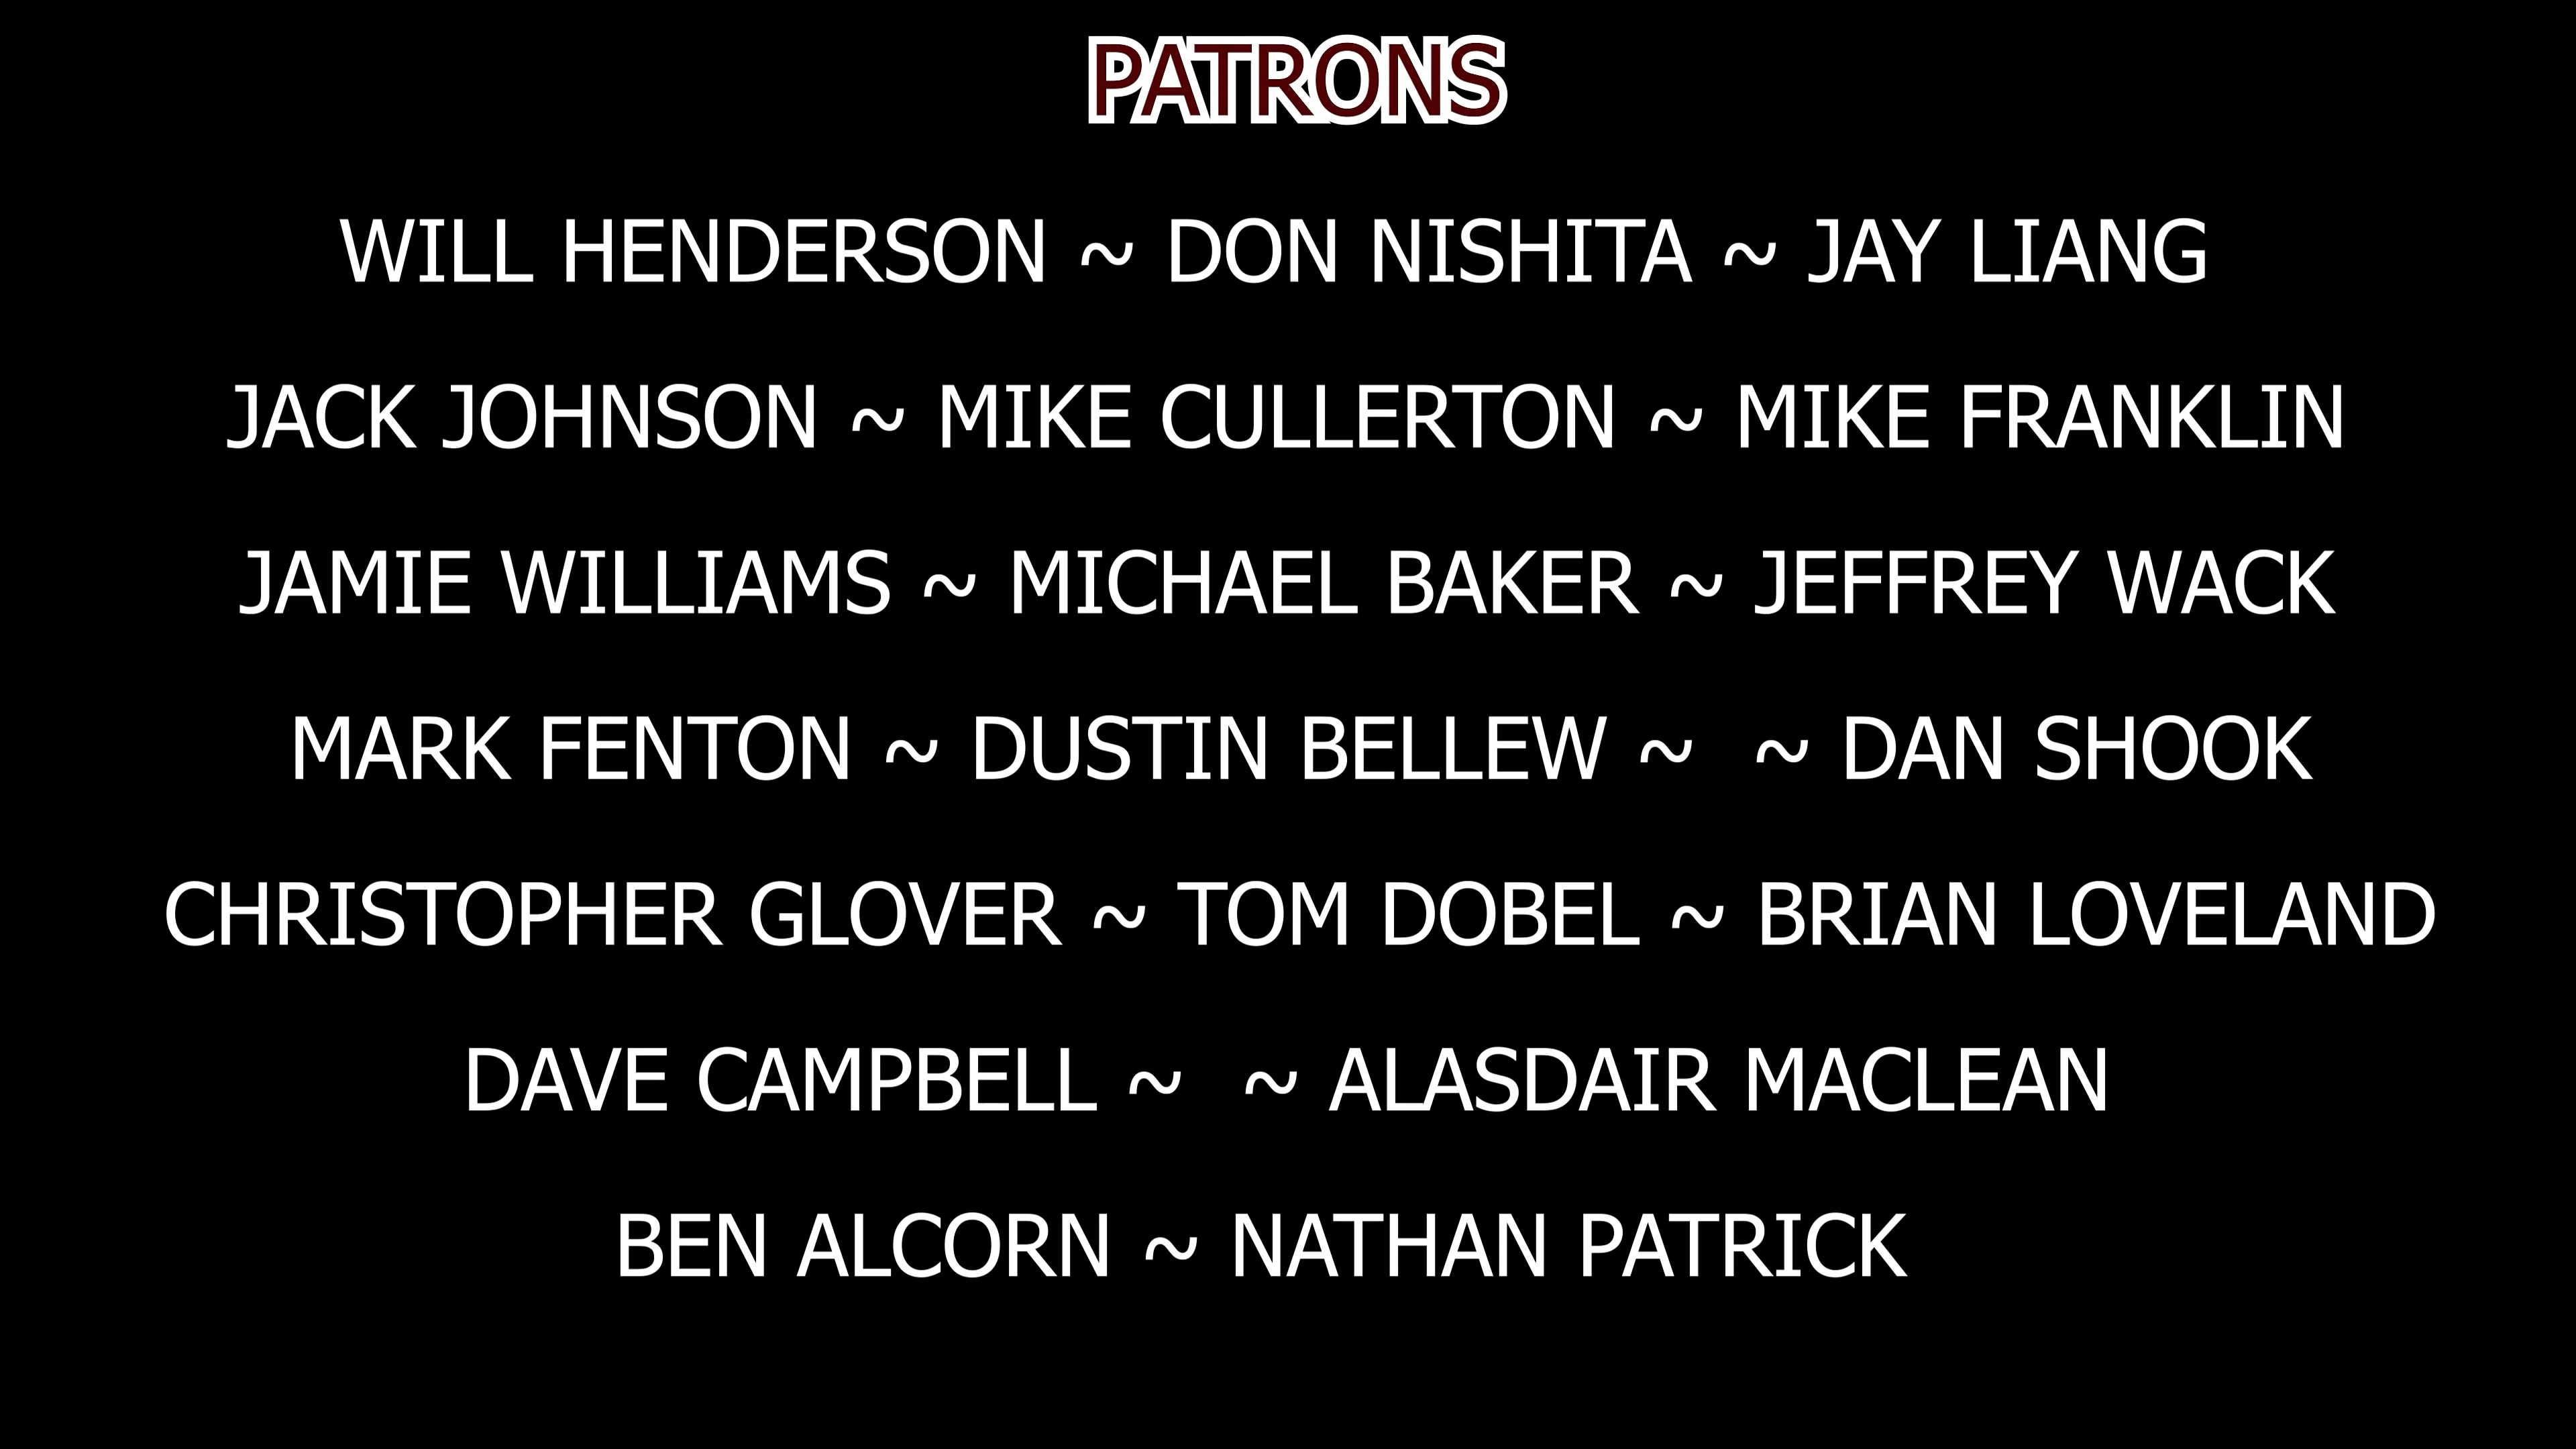 PATRONS
WILL HENDERSON ~ DON NISHITA ~ JAY LIANG
JACK JOHNSON ~ MIKE CULLERTON ~ MIKE FRANKLIN
JAMIE WILLIAMS ~ MICHAEL BAKER ~ JEFFREY WACK
MARK FENTON ~ DUSTIN BELLEW ~  ~ DAN SHOOK
CHRISTOPHER GLOVER ~ TOM DOBEL ~ BRIAN LOVELAND
DAVE CAMPBELL ~  ~ ALASDAIR MACLEAN
BEN ALCORN ~ NATHAN PATRICK